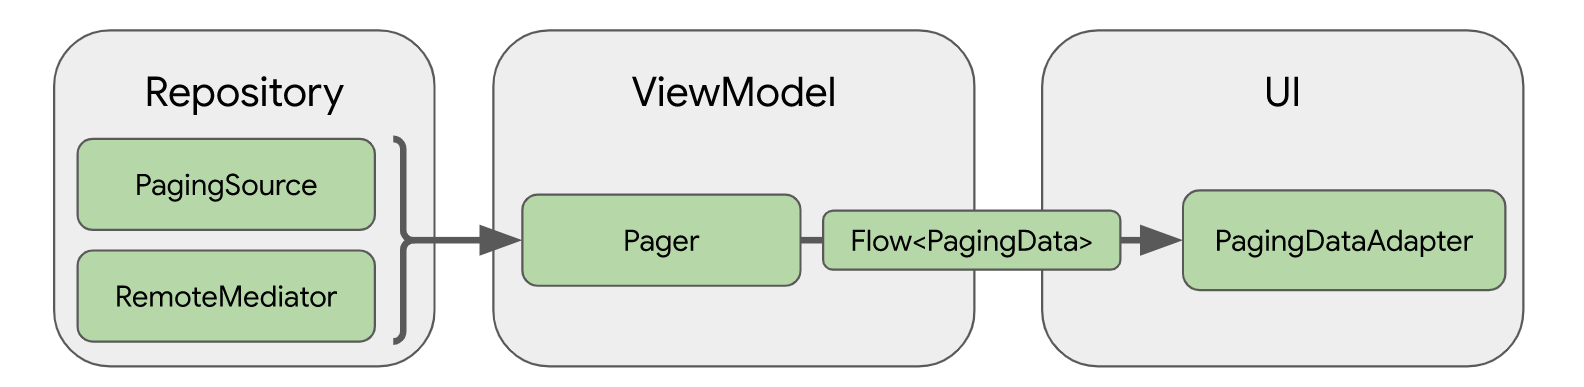 Repository
PagingSource
RemoteMediator
ViewModel
Pager
Flow<PagingData>
UI
PagingDataAdapter